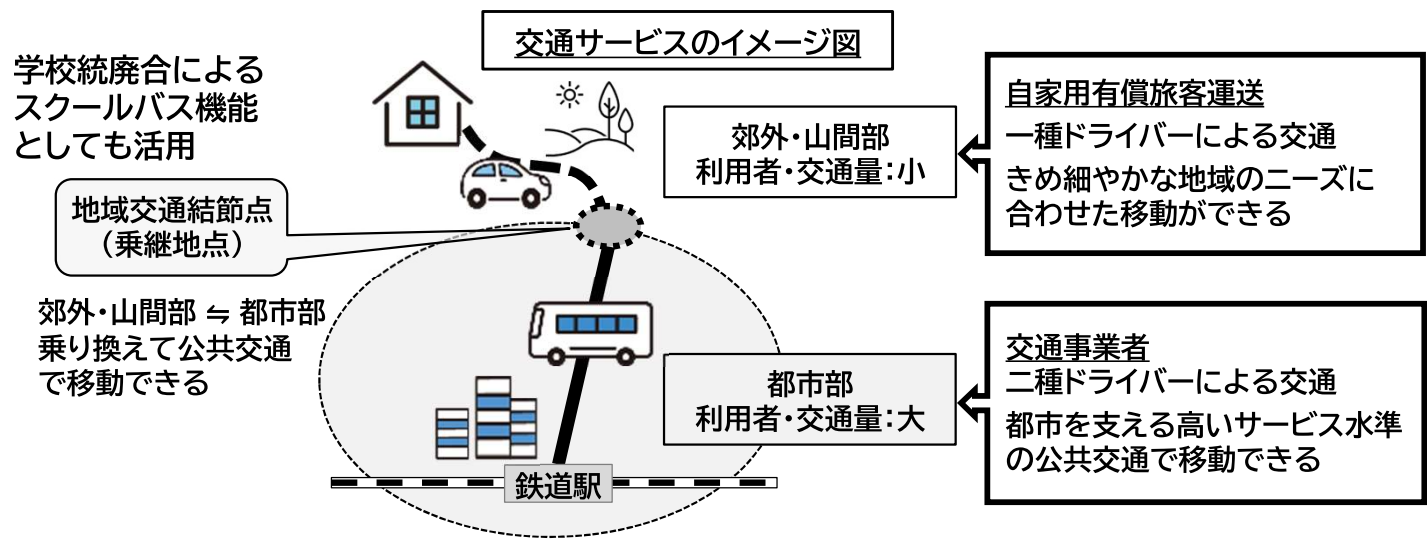 交通サービスのイメージ図
学校統廃合による
スクールバス機能
としても活用
地域交通結節点
（乗継地点）
郊外・山間部 ⇋ 都市部
乗り換えて公共交通
で移動できる
郊外・山間部
利用者・交通量：小
自家用有償旅客運送
一種ドライバーによる交通
きめ細やかな地域のニーズに
合わせた移動ができる
都市部
利用者・交通量：大
交通事業者
二種ドライバーによる交通
都市を支える高いサービス水準
の公共交通で移動できる
鉄道駅